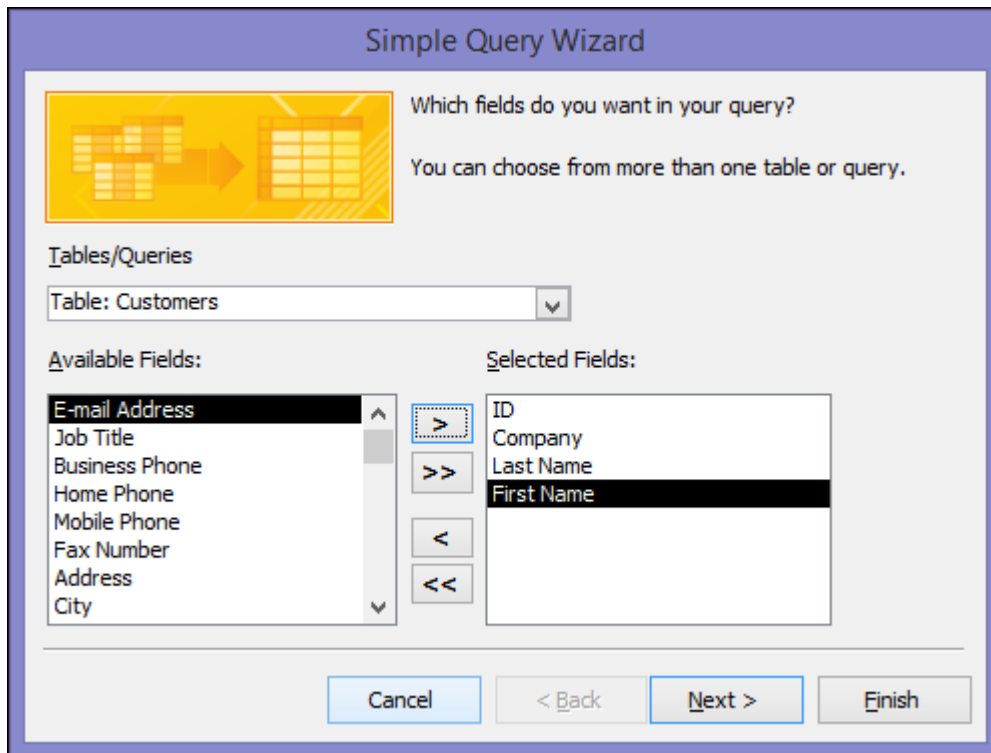 Simple Query Wizard
Which fields do you want in your query?
You can choose from more than one table or query.
Tables/Queries
Table: Customers
Available Fields:
E-mail Address
Job Title
Business Phone
Home Phone
Mobile Phone
Fax Number
Address
City
>
>>
<
<<
Selected Fields:
ID
Company
Last Name
First Name
Cancel
< Back
Next >
Finish